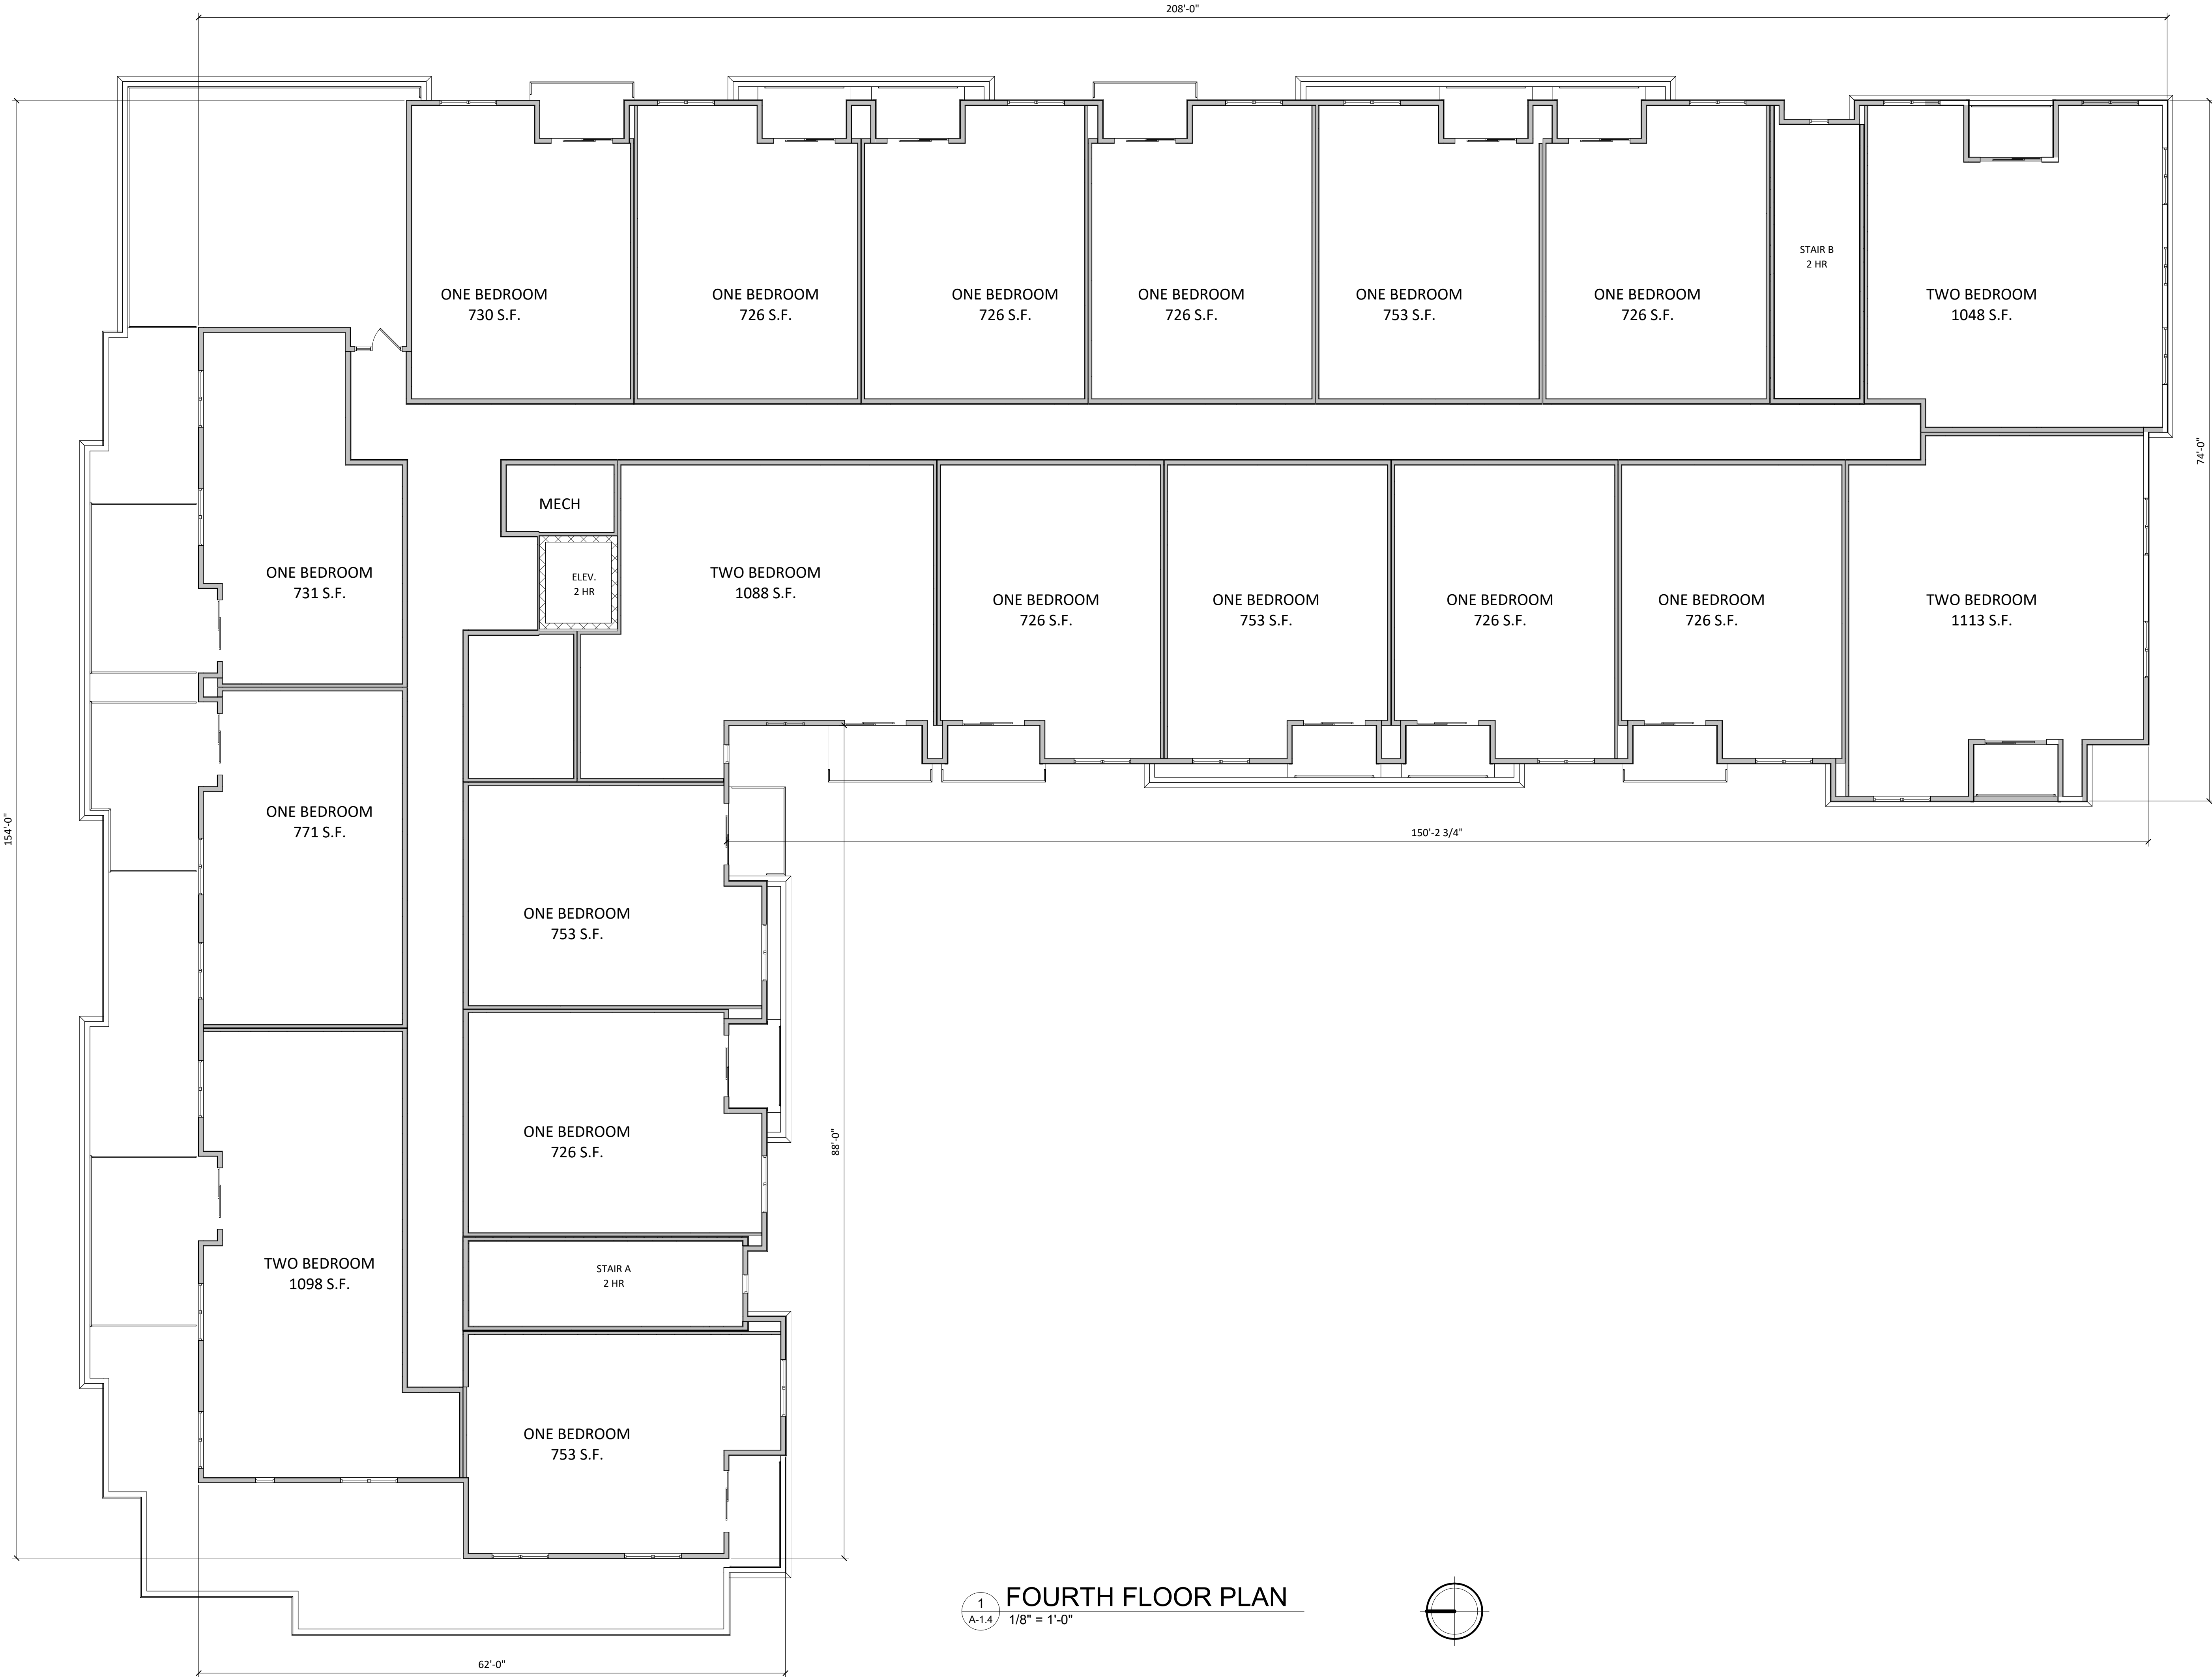 208'-0"
ONE BEDROOM
730 S.F.
ONE BEDROOM
726 S.F.
ONE BEDROOM
726 S.F.
ONE BEDROOM
726 S.F.
ONE BEDROOM
753 S.F.
ONE BEDROOM
726 S.F.
STAIR B
2 HR
TWO BEDROOM
1048 S.F.
74'-0"
MECH
ELEV.
2 HR
ONE BEDROOM
731 S.F.
TWO BEDROOM
1088 S.F.
ONE BEDROOM
726 S.F.
ONE BEDROOM
753 S.F.
ONE BEDROOM
726 S.F.
ONE BEDROOM
726 S.F.
TWO BEDROOM
1113 S.F.
154'-0"
ONE BEDROOM
771 S.F.
150'-2 3/4"
ONE BEDROOM
753 S.F.
ONE BEDROOM
726 S.F.
88'-0"
TWO BEDROOM
1098 S.F.
STAIR A
2 HR
ONE BEDROOM
753 S.F.
1
A-1.4
FOURTH FLOOR PLAN
1/8" = 1'-0"
62'-0"